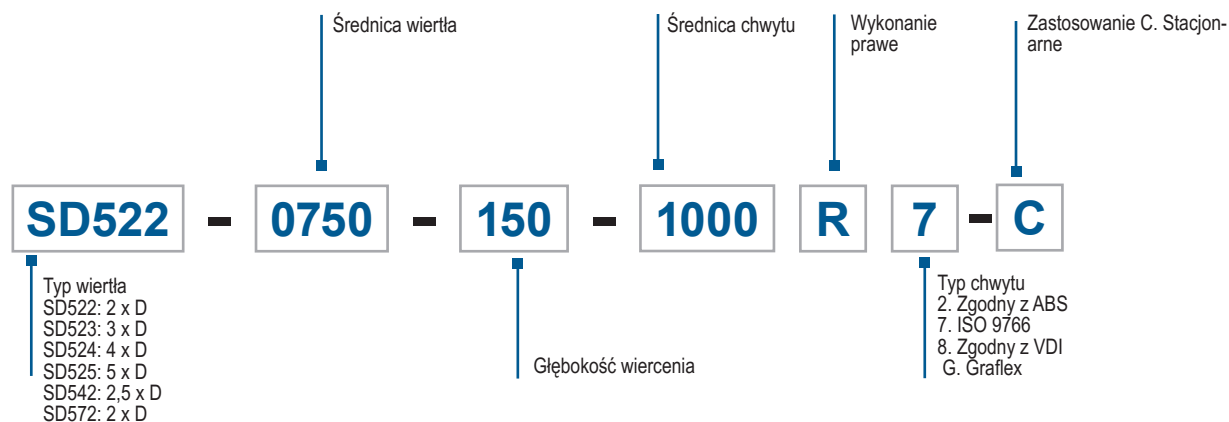 Średnica wiertła
Średnica chwytu
Wykonanie
prawe
Zastosowanie C. Stacjon-
arne
SD522 - 0750 - 150 - 1000 R 7 - C
Typ wiertła
SD522: 2 x D
SD523: 3 x D
SD524: 4 x D
SD525: 5 x D
SD542: 2,5 x D
SD572: 2 x D
Głębokość wiercenia
Typ chwytu
2. Zgodny z ABS
7. ISO 9766
8. Zgodny z VDI
G. Graflex